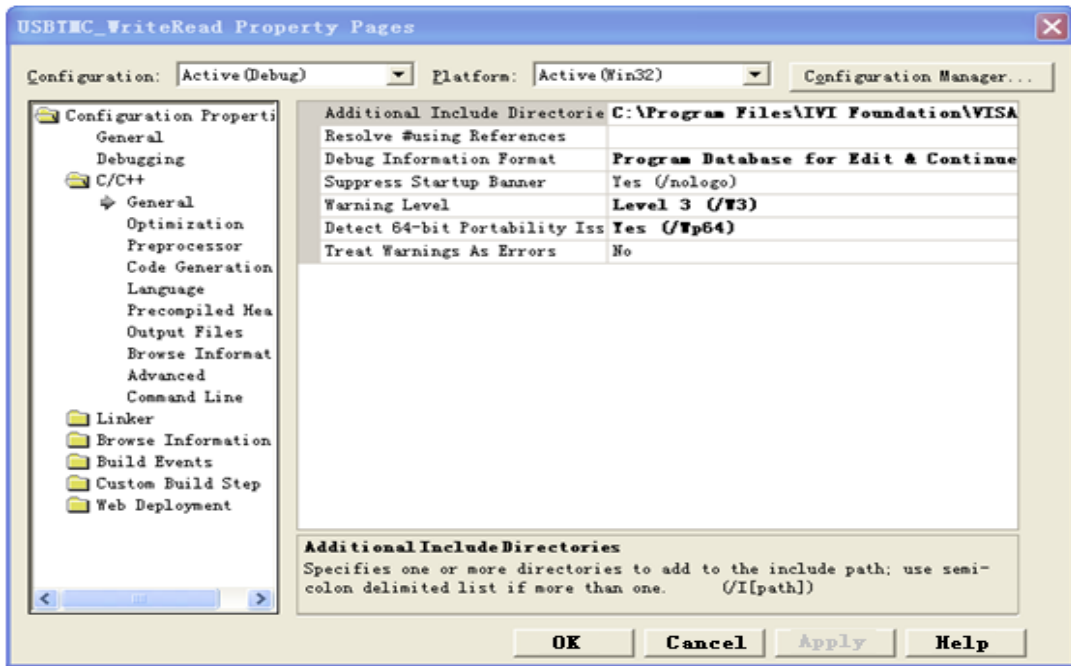 USBTMC_WriteRead Property Pages
Configuration: Active(Debug) Platform: Active(Win32) Configuration Manager...
Configuration Properti
General
Debugging
C/C++
General
Optimization
Preprocessor
Code Generation
Language
Precompiled Hea
Output Files
Browse Informat
Advanced
Command Line
Linker
Browse Information
Build Events
Custom Build Step
Web Deployment
Additional Include Directorie C:\Program Files\IVI Foundation\VISA
Resolve #using References
Debug Information Format Program Database for Edit & Continue
Suppress Startup Banner Yes (/nologo)
Warning Level Level 3 (/W3)
Detect 64-bit Portability Iss Yes (/Wp64)
Treat Warnings As Errors No
Additional Include Directories
Specifies one or more directories to add to the include path; use semi-
colon delimited list if more than one. (/I[path])
OK Cancel Apply Help